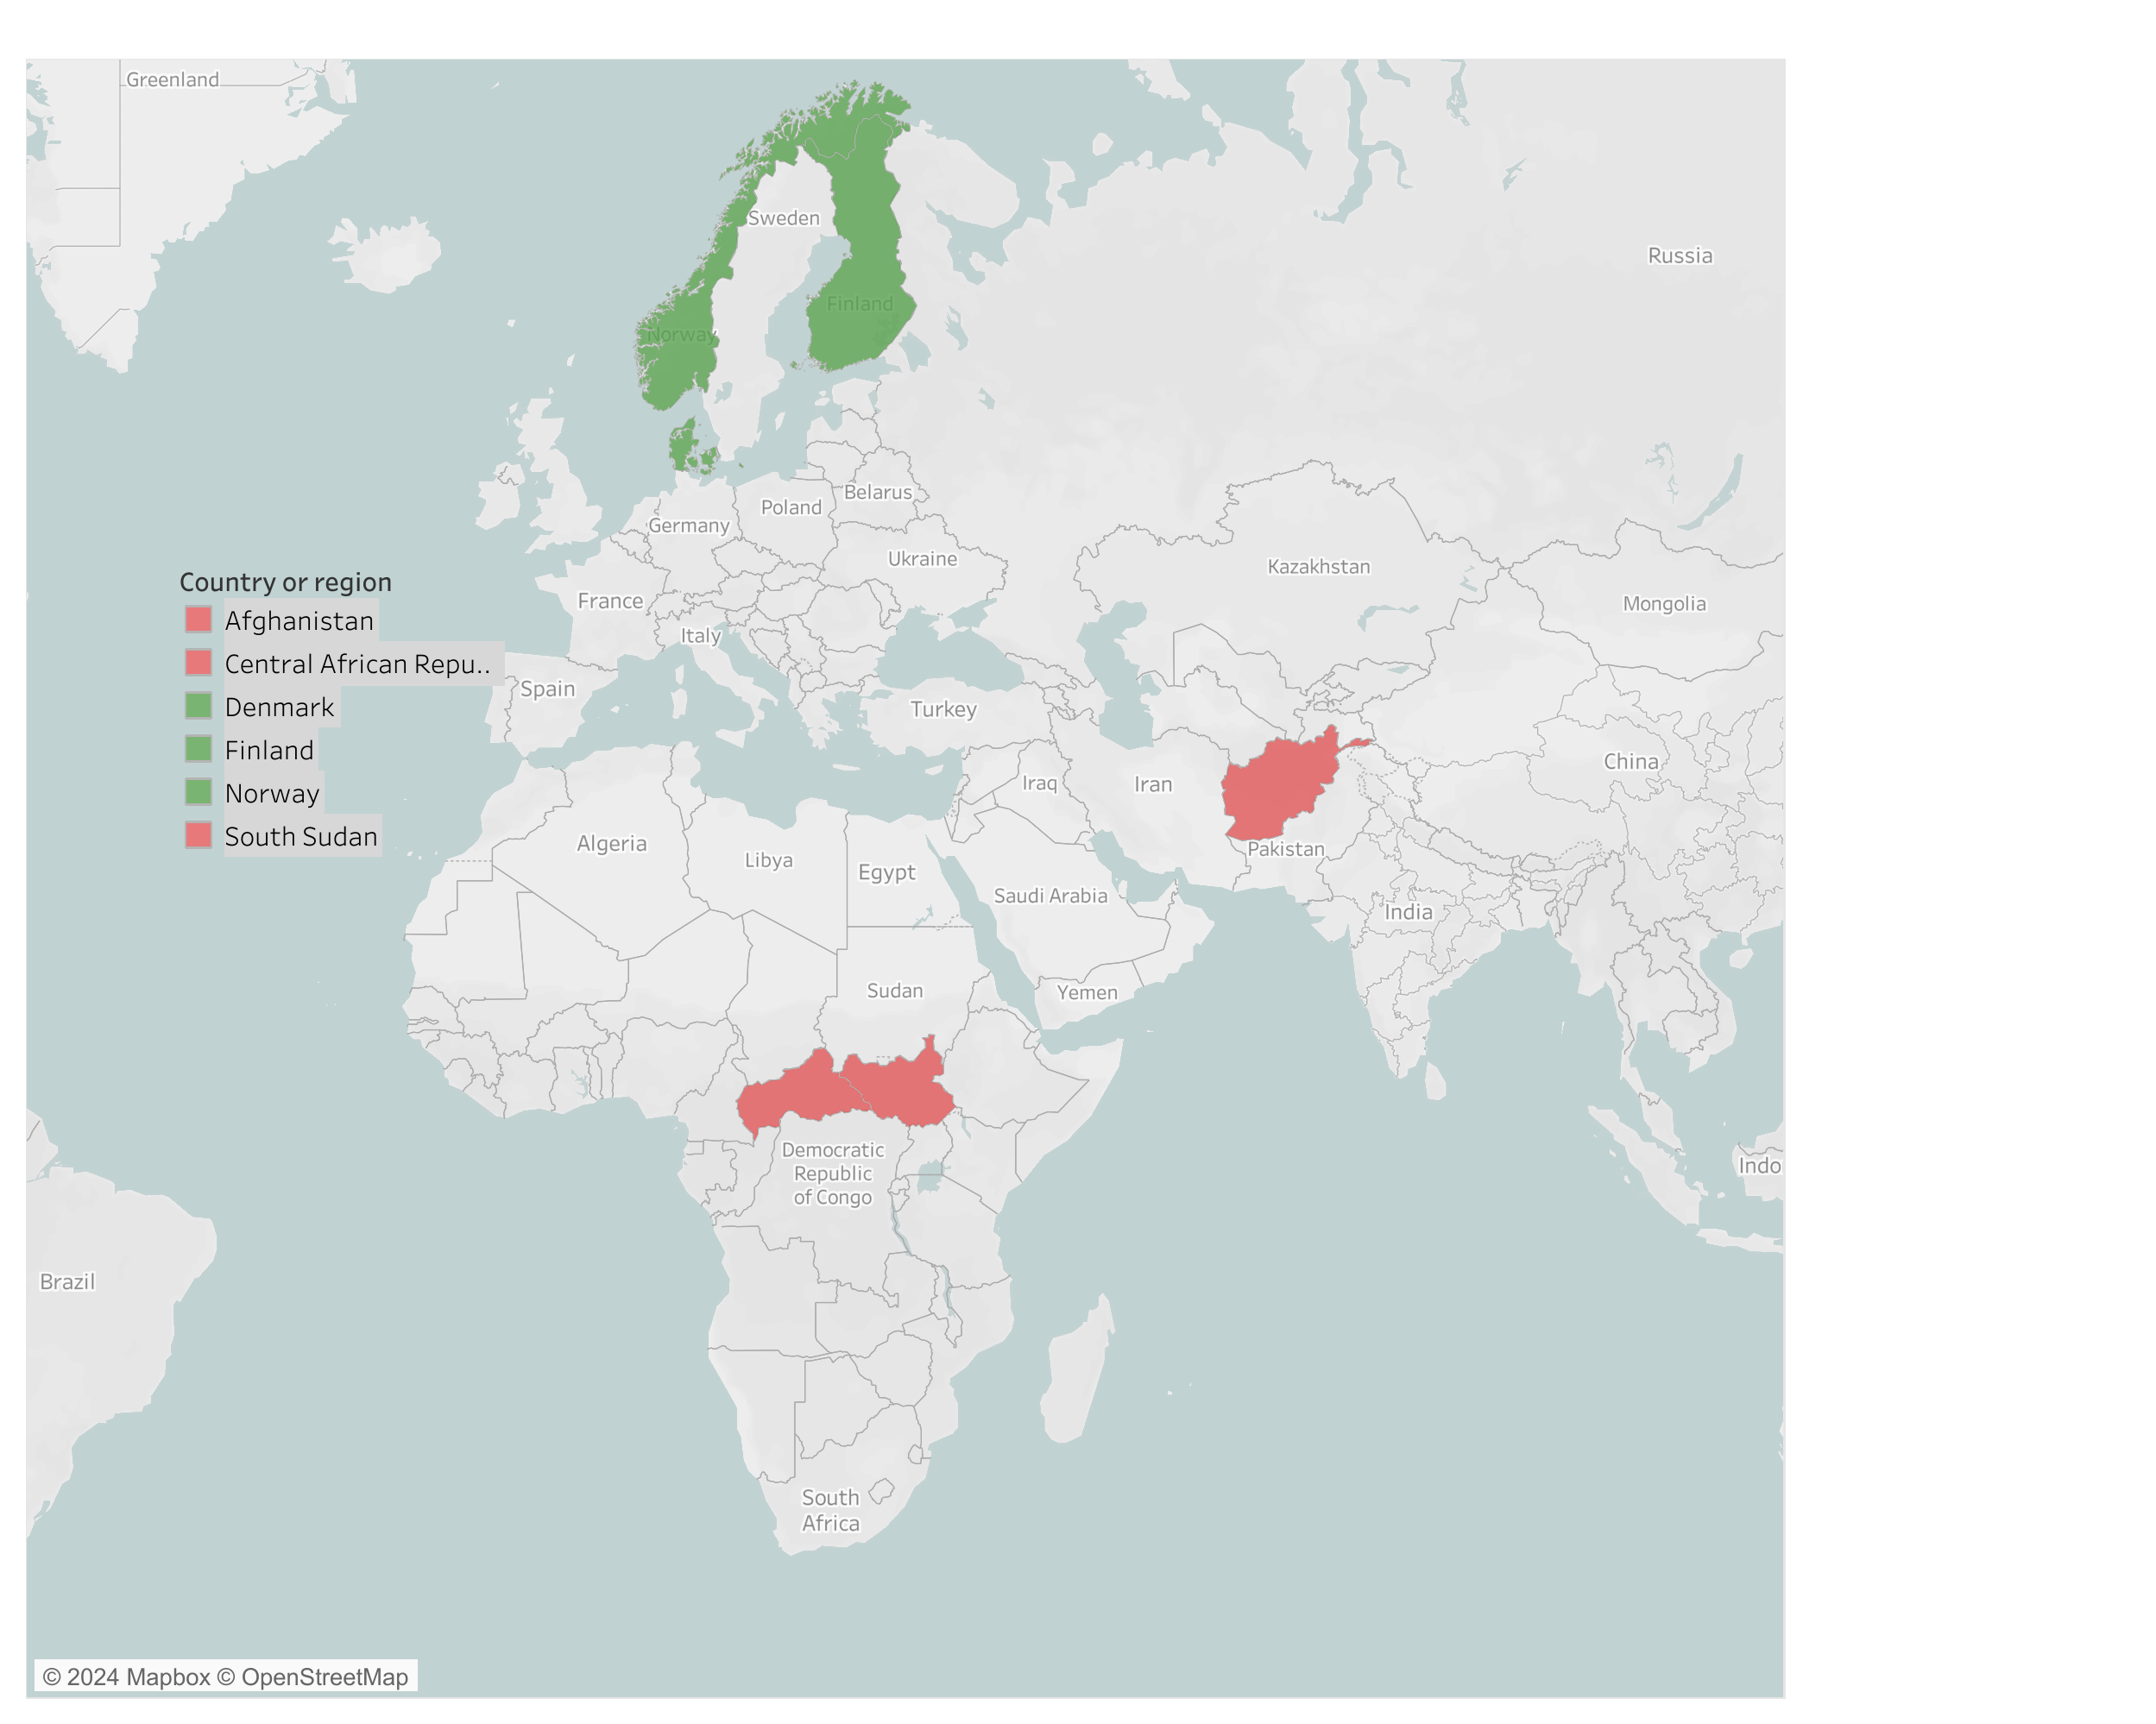 Greenland
Sweden
Russia
Finland
Norway
Belarus
Poland
Germany
Ukraine
Kazakhstan
Country or region
Afghanistan
Central African Repu..
Denmark
Finland
Norway
South Sudan
France
Mongolia
Italy
Spain
Turkey
China
Iraq
Iran
Algeria
Pakistan
Libya
Egypt
Saudi Arabia
India
Sudan
Yemen
Democratic
Republic
of Congo
Indo
Brazil
South
Africa
© 2024 Mapbox © OpenStreetMap